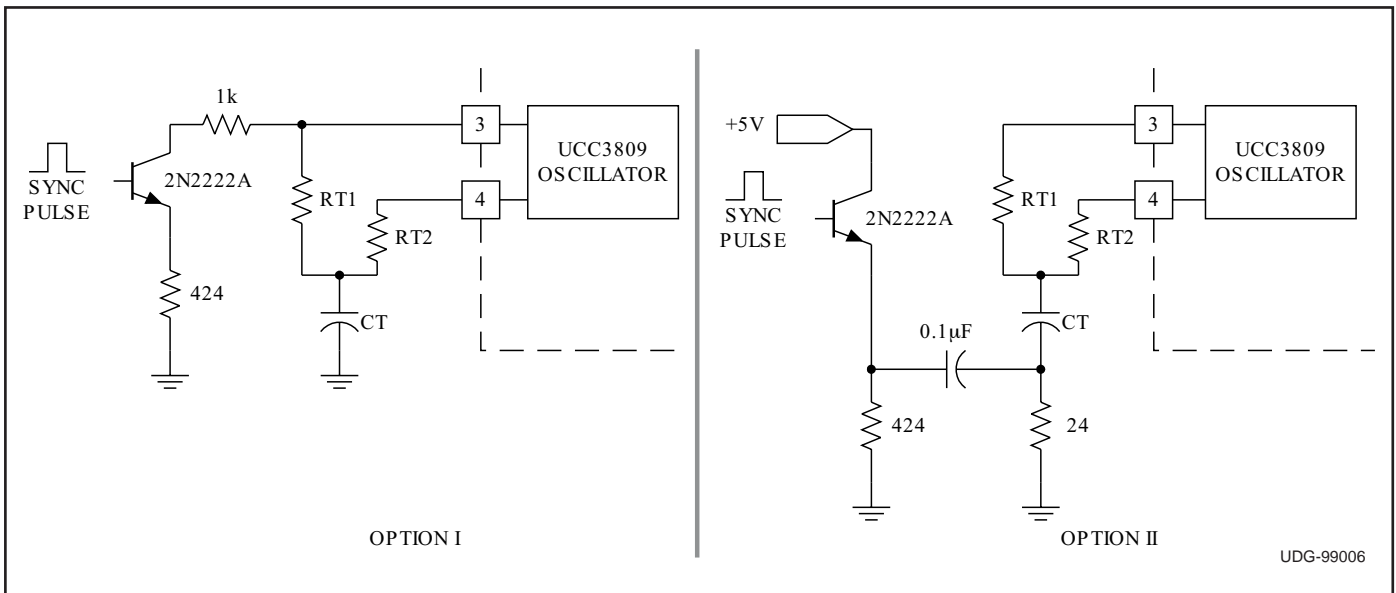 1k
3
UCC3809
OSCILLATOR
SYNC
PULSE
2N2222A
RT1
4
RT2
424
CT
OPTION I
+5V
3
UCC3809
OSCILLATOR
SYNC
PULSE
2N2222A
RT1
4
RT2
0.1µF
CT
424
24
OPTION II
UDG-99006